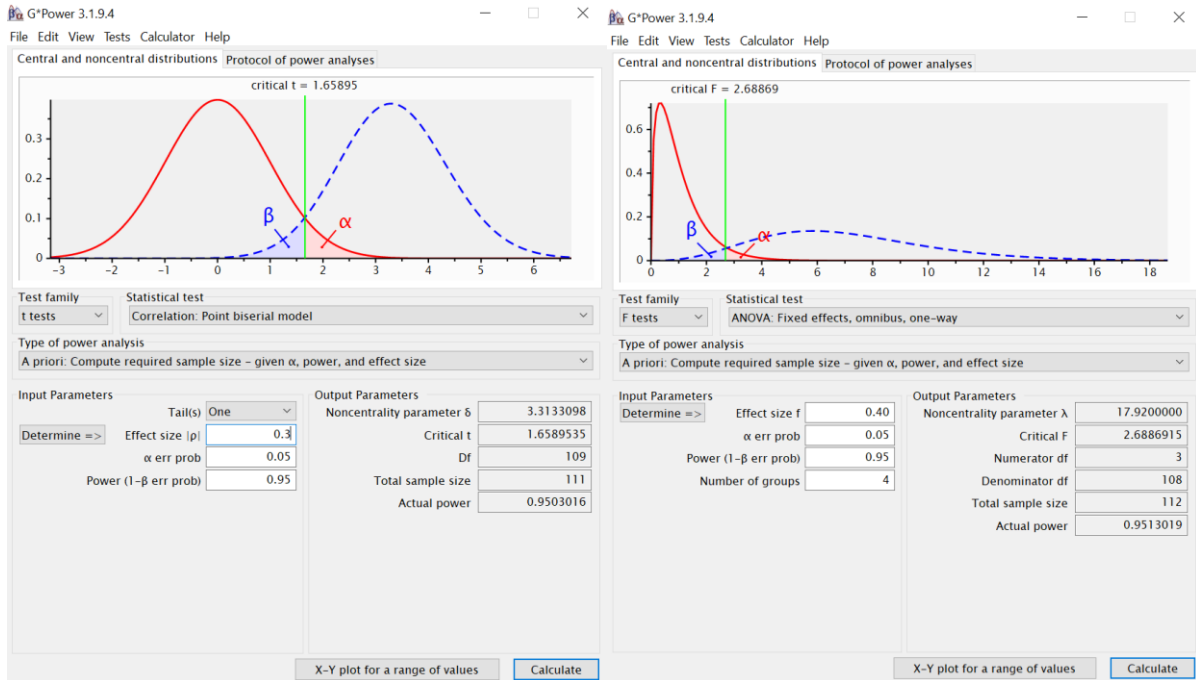 βα G*Power 3.1.9.4
File Edit View Tests Calculator Help
Central and noncentral distributions Protocol of power analyses
critical t = 1.65895
0.3
0.2
0.1
0
β
α
-3 -2 -1 0 1 2 3 4 5 6
Test family Statistical test
t tests Correlation: Point biserial model
Type of power analysis
A priori: Compute required sample size – given α, power, and effect size
Input Parameters Output Parameters
Tail(s) One Noncentrality parameter δ 3.3133098
Determine => Effect size |ρ| 0.3 Critical t 1.6589535
α err prob 0.05 Df 109
Power (1-β err prob) 0.95 Total sample size 111
Actual power 0.9503016
X-Y plot for a range of values Calculate
βα G*Power 3.1.9.4
File Edit View Tests Calculator Help
Central and noncentral distributions Protocol of power analyses
critical F = 2.68869
0.6
0.4
0.2
0
β
α
0 2 4 6 8 10 12 14 16 18
Test family Statistical test
F tests ANOVA: Fixed effects, omnibus, one-way
Type of power analysis
A priori: Compute required sample size – given α, power, and effect size
Input Parameters Output Parameters
Determine => Effect size f 0.40 Noncentrality parameter λ 17.9200000
α err prob 0.05 Critical F 2.6886915
Power (1-β err prob) 0.95 Numerator df 3
Number of groups 4 Denominator df 108
Total sample size 112
Actual power 0.9513019
X-Y plot for a range of values Calculate